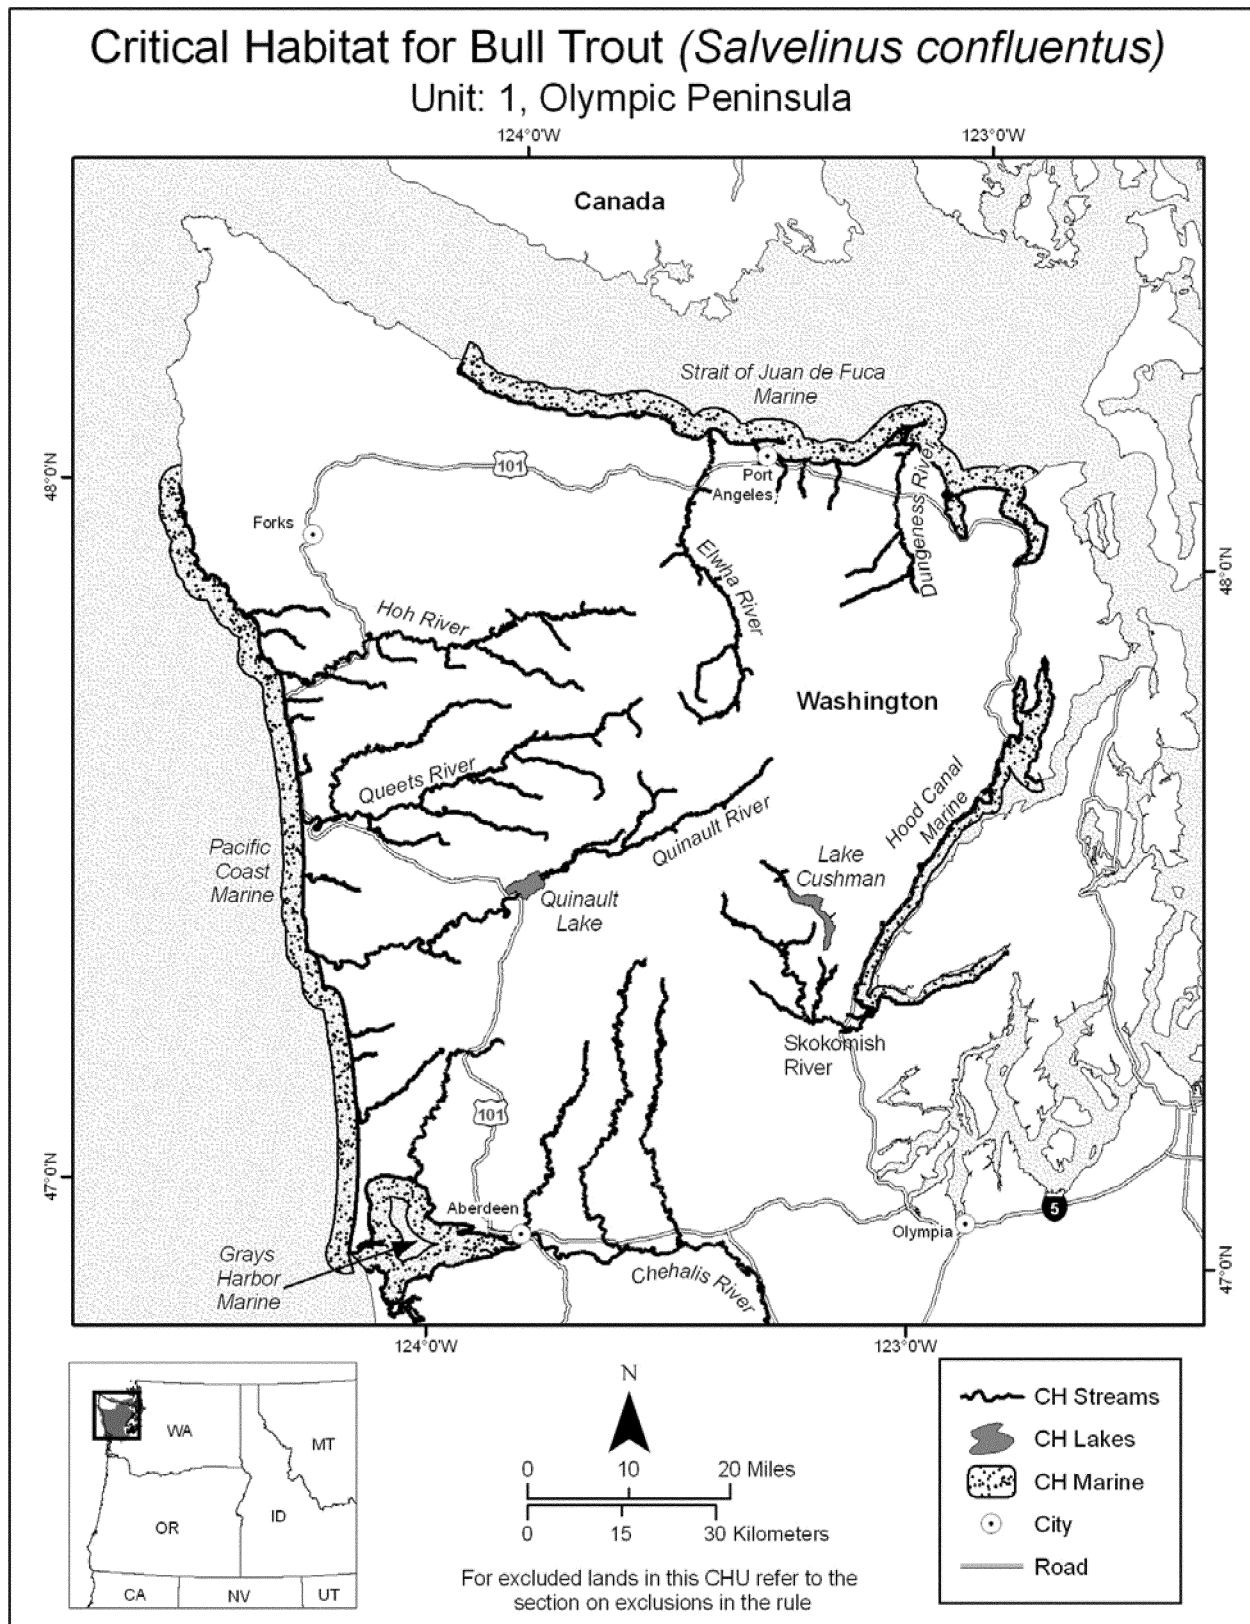 Critical Habitat for Bull Trout (Salvelinus confluentus)
Unit: 1, Olympic Peninsula
124°0'W
123°0'W
Canada
Strait of Juan de Fuca
Marine
48°0'N
101
Port
Angeles
Forks
Dungeness River
Elwha River
48°0'N
Hoh River
Washington
Queets River
Hood Canal
Marine
Quinault River
Pacific
Coast
Marine
Lake
Cushman
Quinault
Lake
Skokomish
River
101
47°0'N
Aberdeen
5
Olympia
Grays
Harbor
Marine
Chehalis River
47°0'N
124°0'W
123°0'W
WA
MT
OR
ID
CA
NV
UT
N
0
10
20 Miles
0
15
30 Kilometers
For excluded lands in this CHU refer to the
section on exclusions in the rule
CH Streams
CH Lakes
CH Marine
City
Road